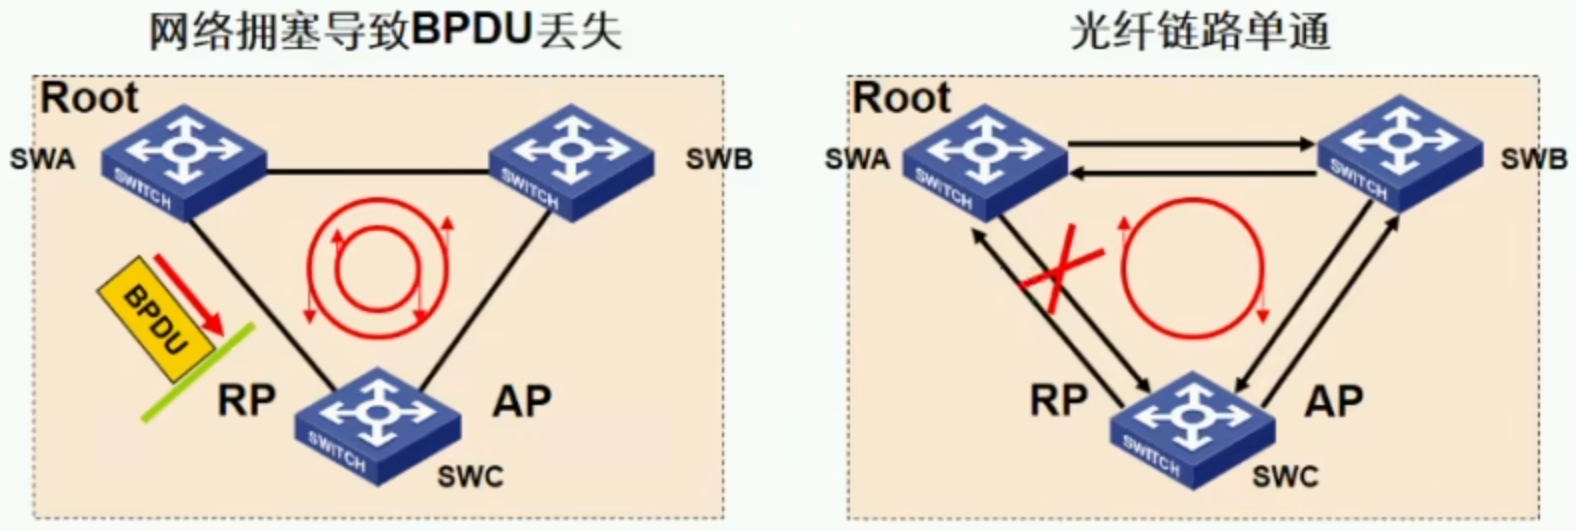 网络拥塞导致BPDU丢失
Root
SWA
SWITCH
SWITCH
SWB
BPDU
RP
AP
SWITCH
SWC
光纤链路单通
Root
SWA
SWITCH
SWITCH
SWB
RP
AP
SWITCH
SWC